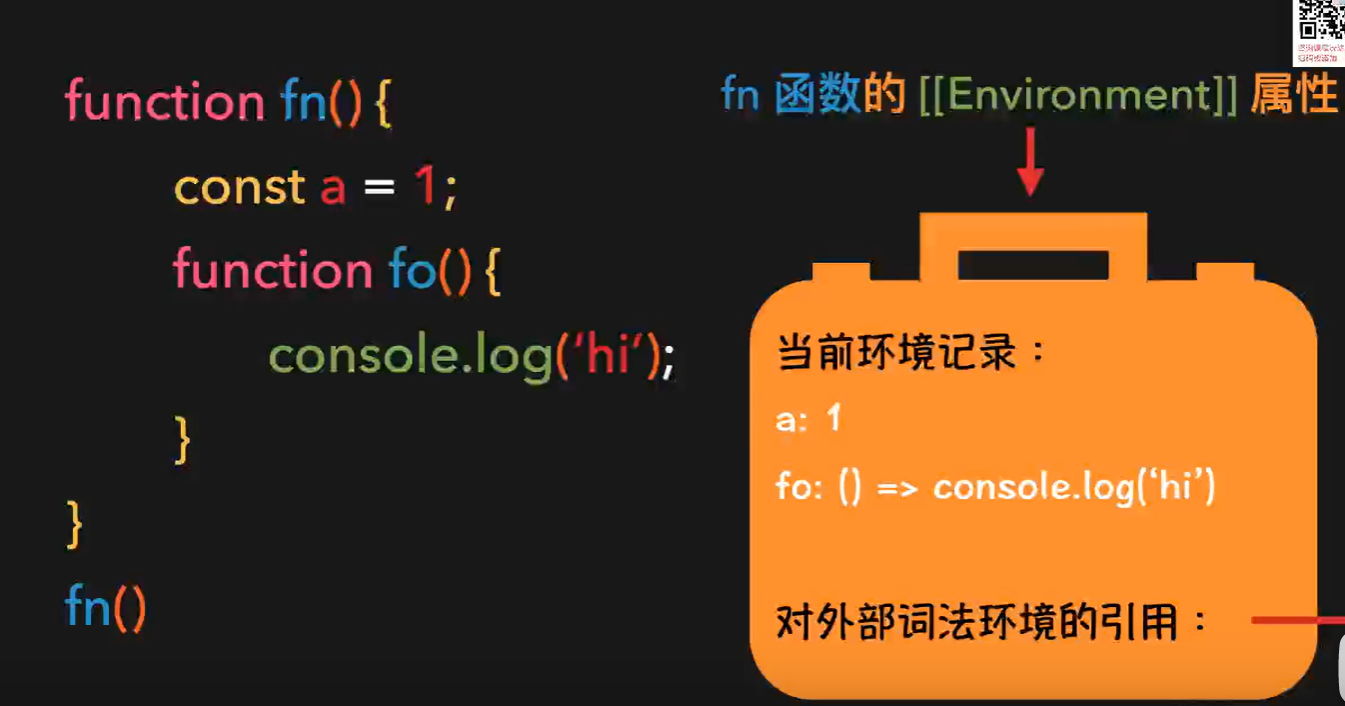 function fn() {
const a = 1;
function fo() {
console.log(‘hi’);
}
}
fn()
fn 函数的 [[Environment]] 属性
当前环境记录：
a: 1
fo: () => console.log(‘hi’)
对外部词法环境的引用：